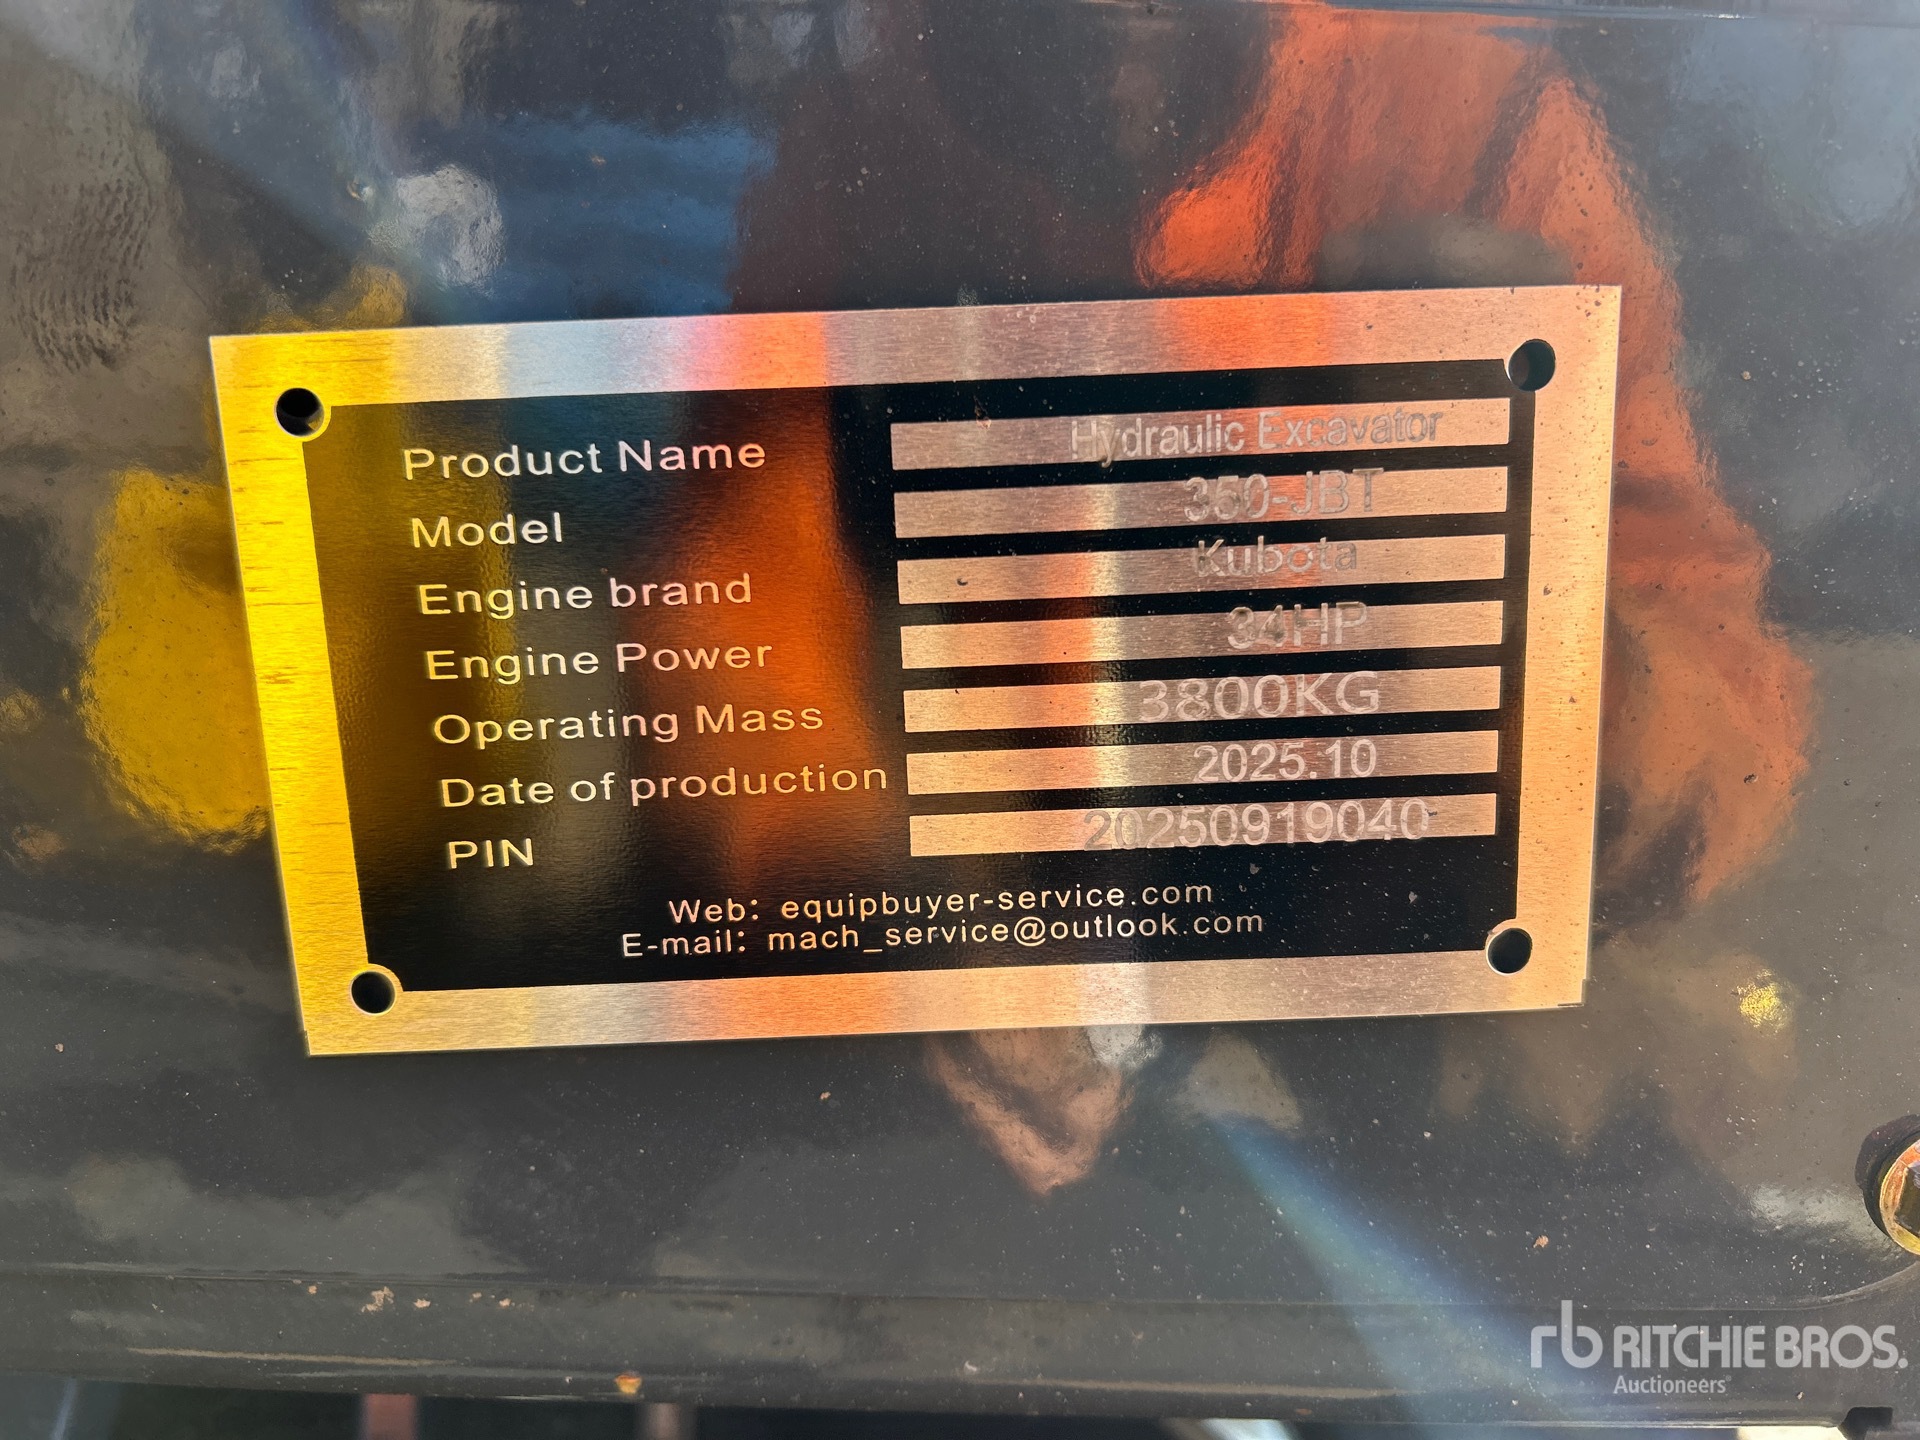 Product Name Hydraulic Excavator
Model 350-JBT
Engine brand Kubota
Engine Power 34HP
Operating Mass 3800KG
Date of production 2025.10
PIN 20250919040
Web: equipbuyer-service.com
E-mail: mach_service@outlook.com
rb RITCHIE BROS.
Auctioneers